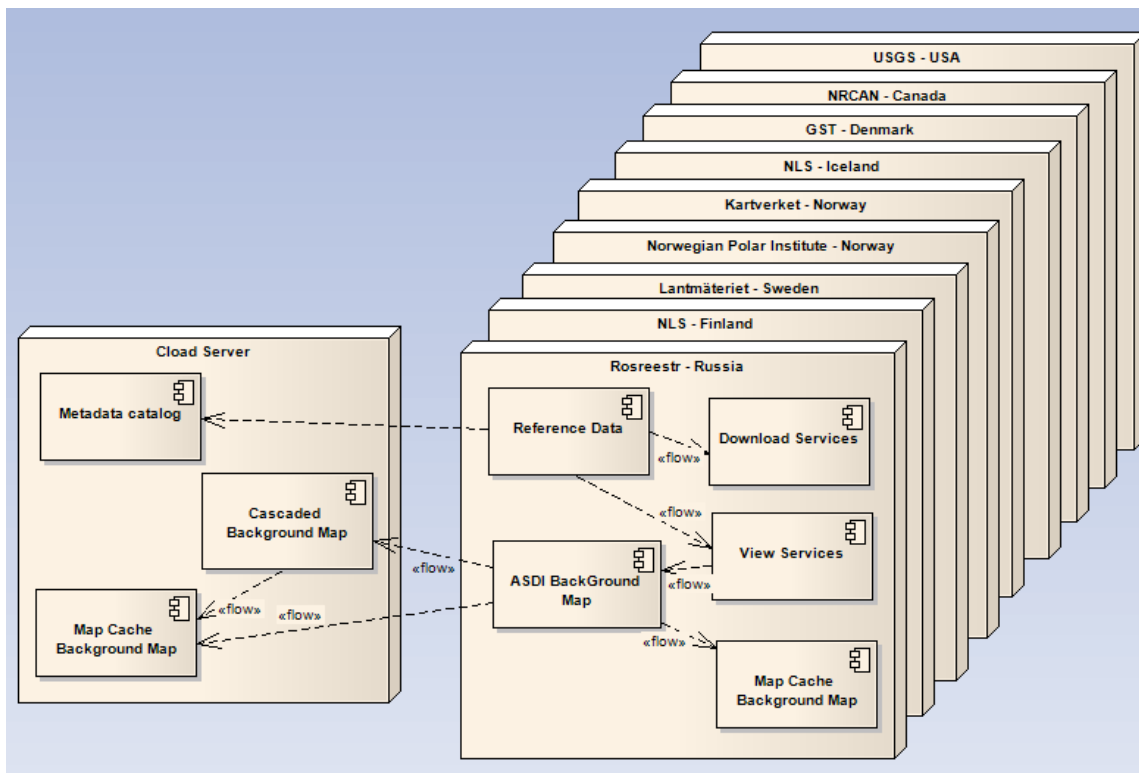 USGS - USA
NRCAN - Canada
GST - Denmark
NLS - Iceland
Kartverket - Norway
Norwegian Polar Institute - Norway
Lantmäteriet - Sweden
NLS - Finland
Rosreestr - Russia
Cload Server
Metadata catalog
Cascaded
Background Map
«flow»
Map Cache
Background Map
«flow»
«flow»
Reference Data
«flow»
Download Services
«flow»
View Services
«flow»
ASDI BackGround
Map
«flow»
Map Cache
Background Map